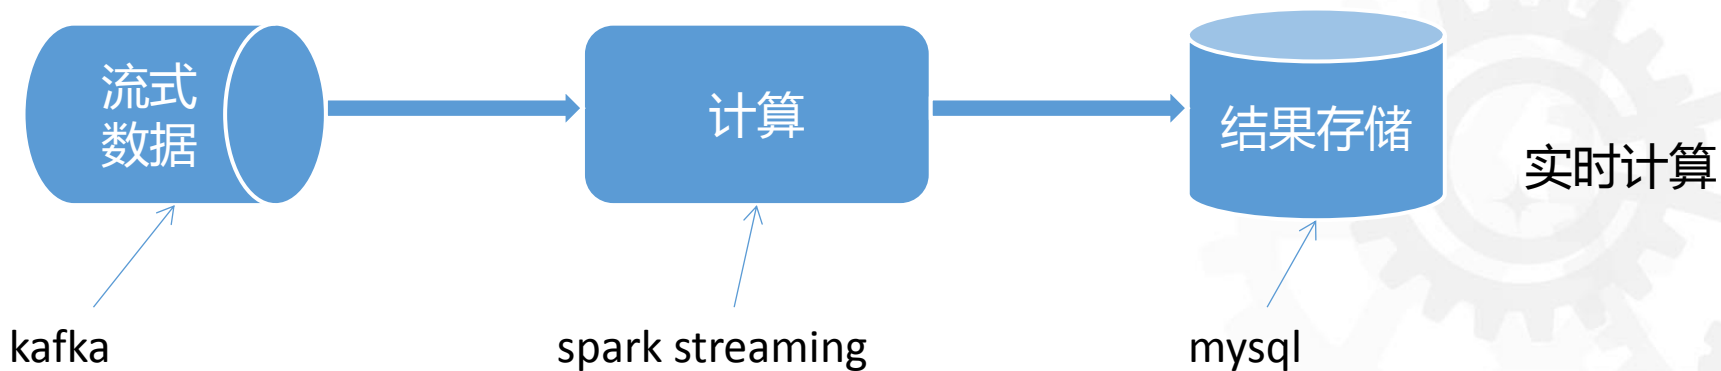 流式
数据
计算
结果存储
实时计算
kafka
spark streaming
mysql